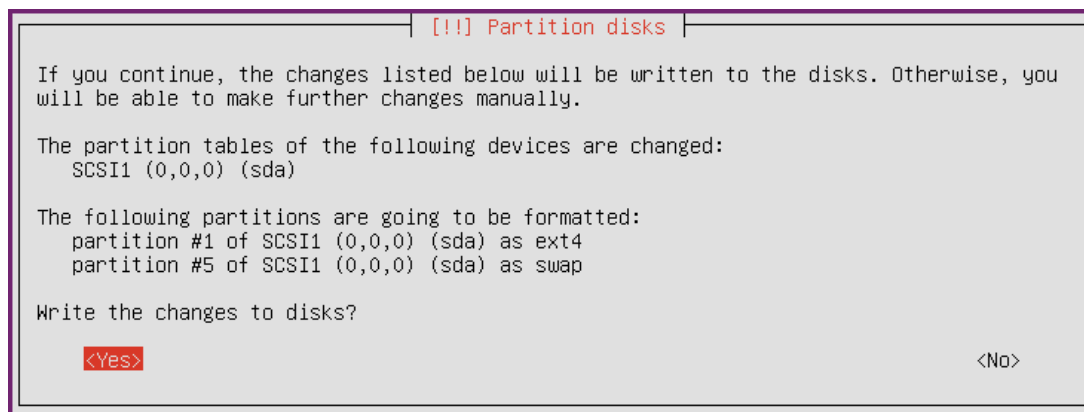 [!!] Partition disks
If you continue, the changes listed below will be written to the disks. Otherwise, you
will be able to make further changes manually.
The partition tables of the following devices are changed:
SCSI1 (0,0,0) (sda)
The following partitions are going to be formatted:
partition #1 of SCSI1 (0,0,0) (sda) as ext4
partition #5 of SCSI1 (0,0,0) (sda) as swap
Write the changes to disks?
<Yes> <No>